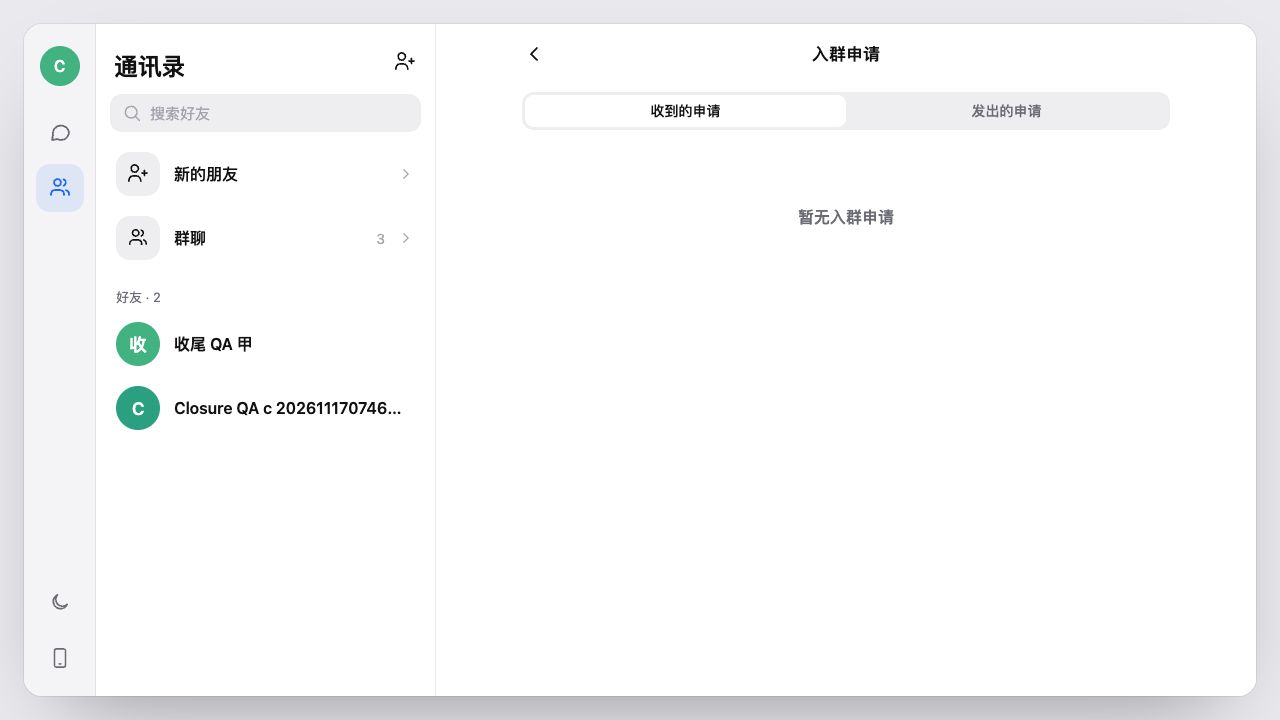 C
通讯录
搜索好友
新的朋友
群聊
3
好友 · 2
收
收尾 QA 甲
C
Closure QA c 202611170746...
入群申请
收到的申请
发出的申请
暂无入群申请